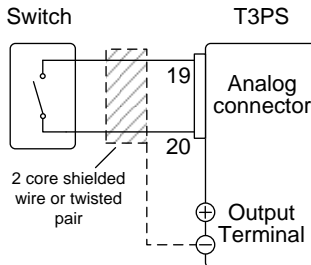 Switch
T3PS
19
Analog
connector
20
2 core shielded
wire or twisted
pair
Output
Terminal